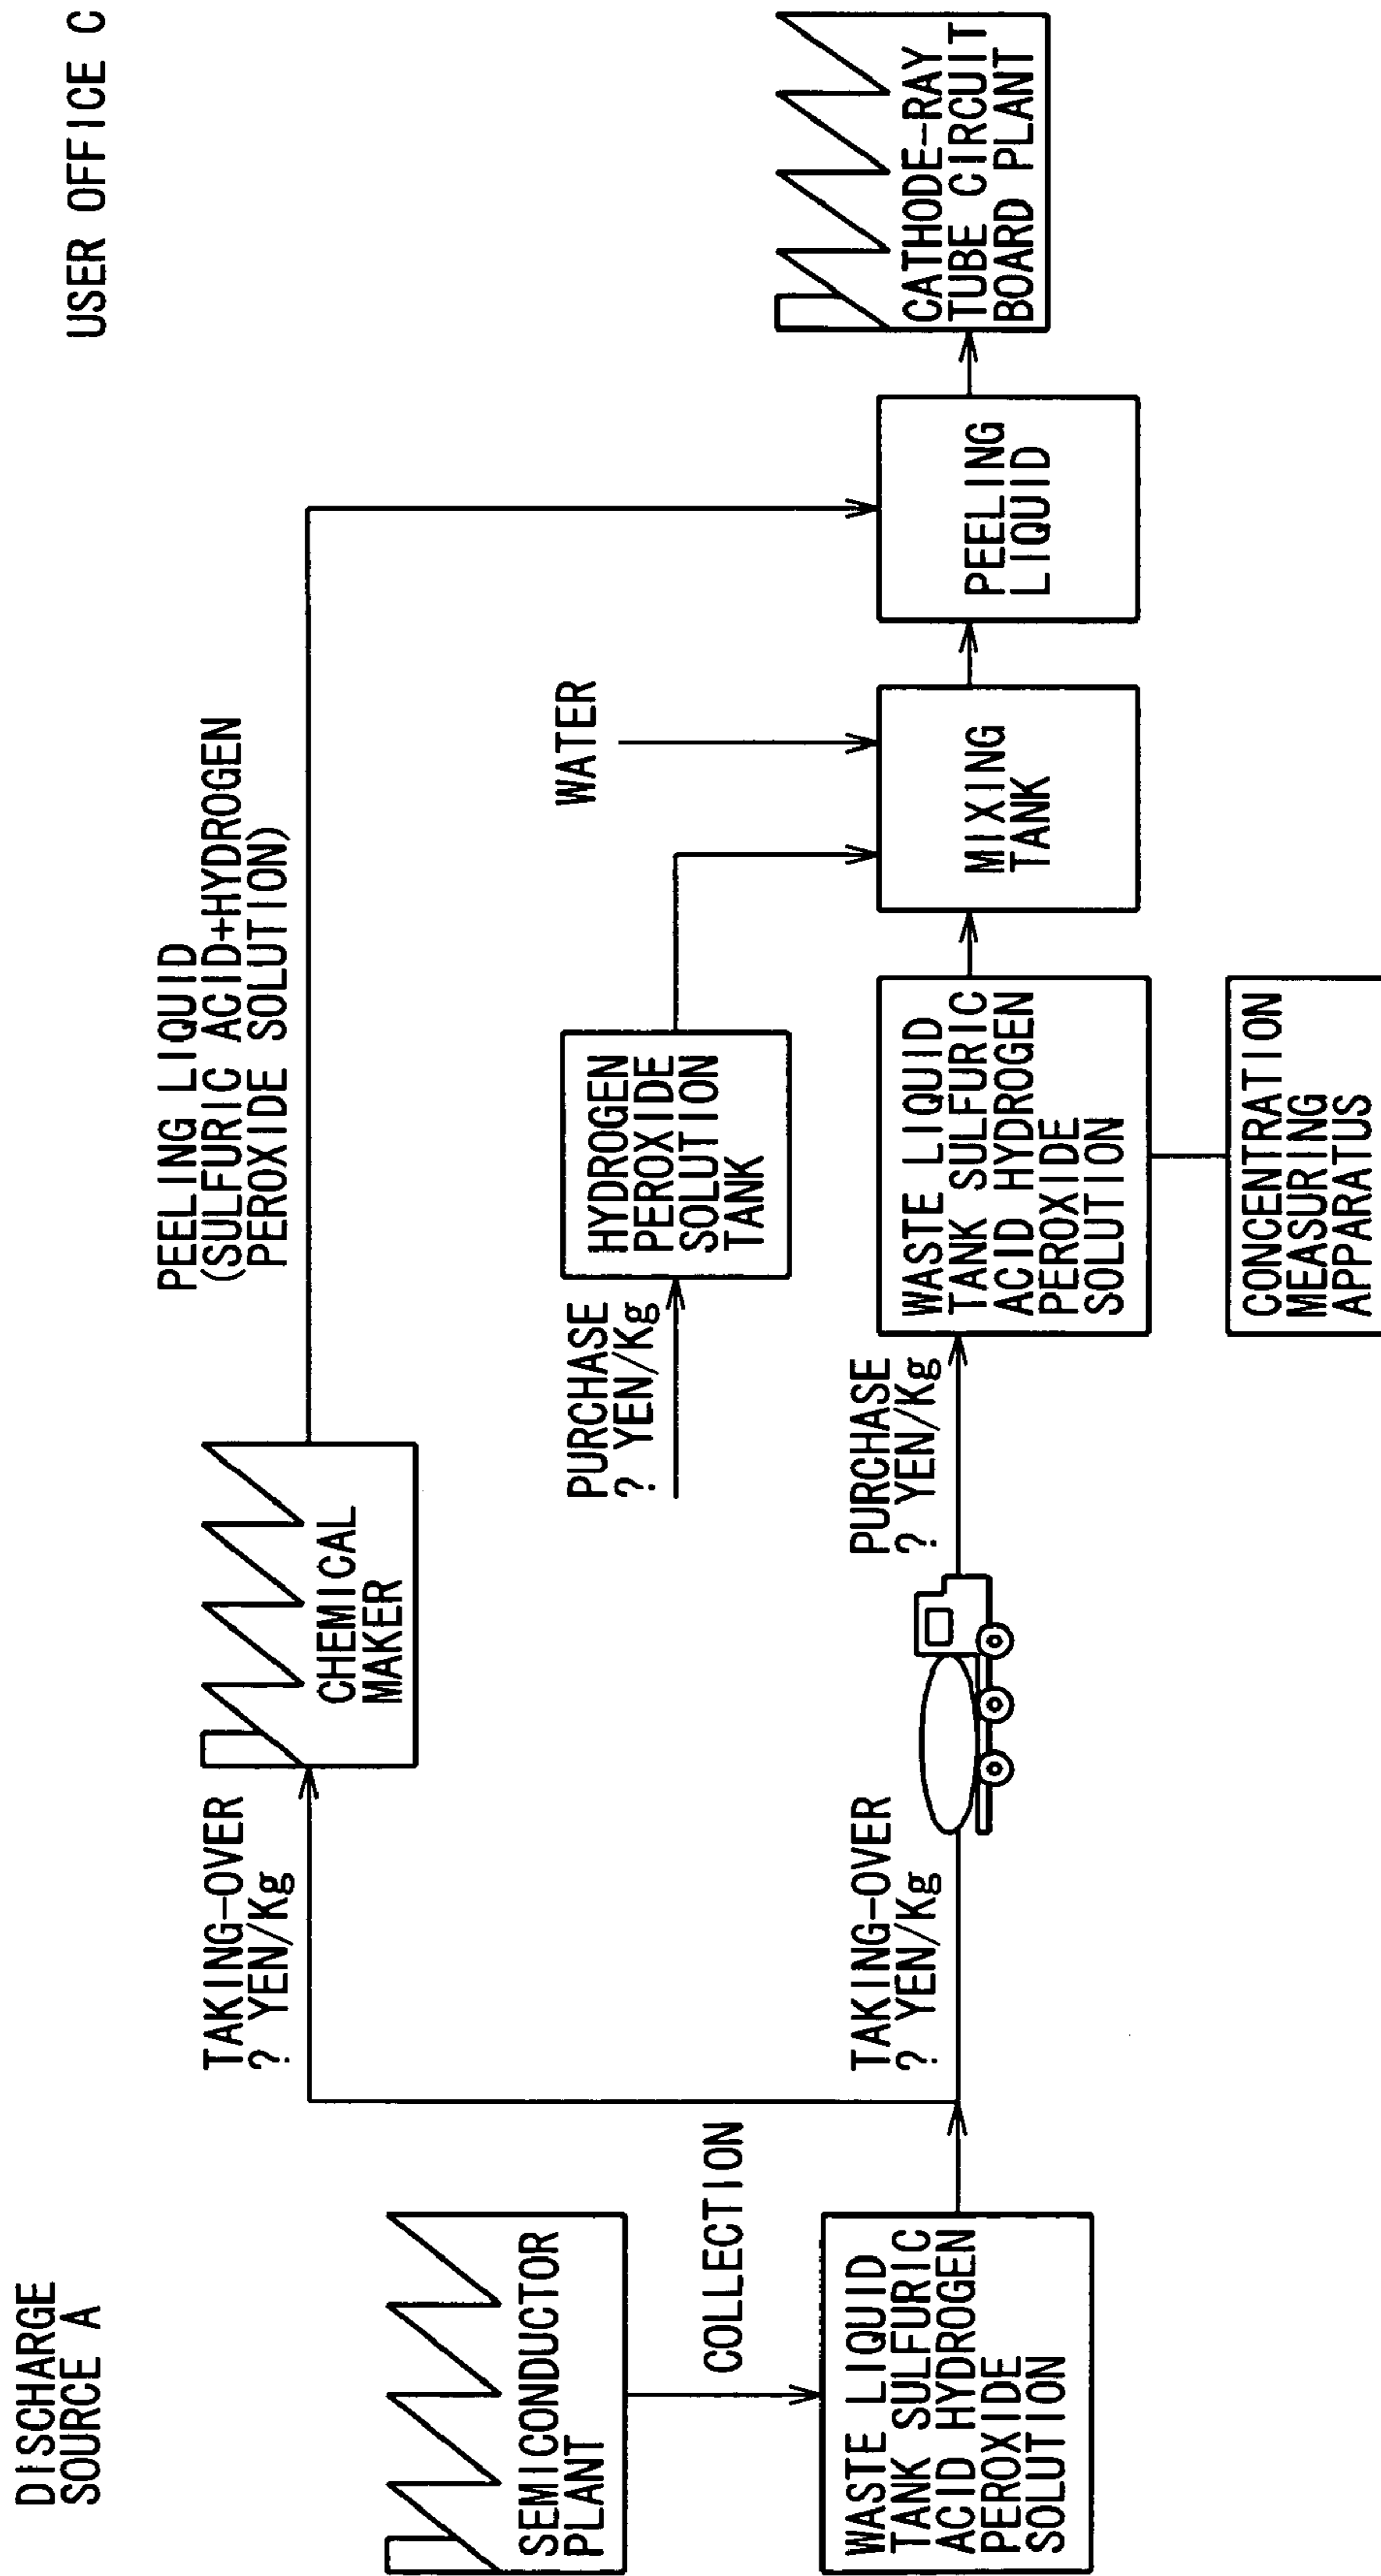 DISCHARGE
SOURCE A
USER OFFICE C
SEMICONDUCTOR
PLANT
COLLECTION
WASTE LIQUID
TANK SULFURIC
ACID HYDROGEN
PEROXIDE
SOLUTION
TAKING-OVER
? YEN/Kg
CHEMICAL
MAKER
PEELING LIQUID
(SULFURIC ACID+HYDROGEN
PEROXIDE SOLUTION)
TAKING-OVER
? YEN/Kg
PURCHASE
? YEN/Kg
PURCHASE
? YEN/Kg
HYDROGEN
PEROXIDE
SOLUTION
TANK
WATER
WASTE LIQUID
TANK SULFURIC
ACID HYDROGEN
PEROXIDE
SOLUTION
CONCENTRATION
MEASURING
APPARATUS
MIXING
TANK
PEELING
LIQUID
CATHODE-RAY
TUBE CIRCUIT
BOARD PLANT